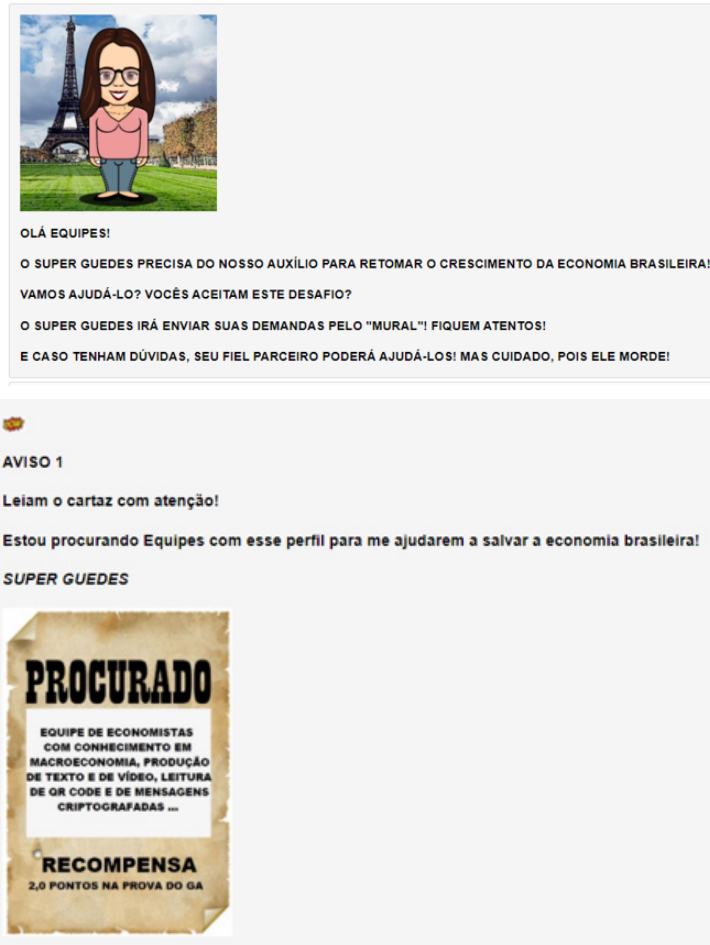 OLÁ EQUIPES!
O SUPER GUEDES PRECISA DO NOSSO AUXÍLIO PARA RETOMAR O CRESCIMENTO DA ECONOMIA BRASILEIRA!
VAMOS AJUDÁ-LO? VOCÊS ACEITAM ESTE DESAFIO?
O SUPER GUEDES IRÁ ENVIAR SUAS DEMANDAS PELO "MURAL"! FIQUEM ATENTOS!
E CASO TENHAM DÚVIDAS, SEU FIEL PARCEIRO PODERÁ AJUDÁ-LOS! MAS CUIDADO, POIS ELE MORDE!
AVISO 1
Leiam o cartaz com atenção!
Estou procurando Equipes com esse perfil para me ajudarem a salvar a economia brasileira!
SUPER GUEDES
PROCURADO
EQUIPE DE ECONOMISTAS
COM CONHECIMENTO EM
MACROECONOMIA, PRODUÇÃO
DE TEXTO E DE VÍDEO, LEITURA
DE QR CODE E DE MENSAGENS
CRIPTOGRAFADAS ...
RECOMPENSA
2,0 PONTOS NA PROVA DO GA